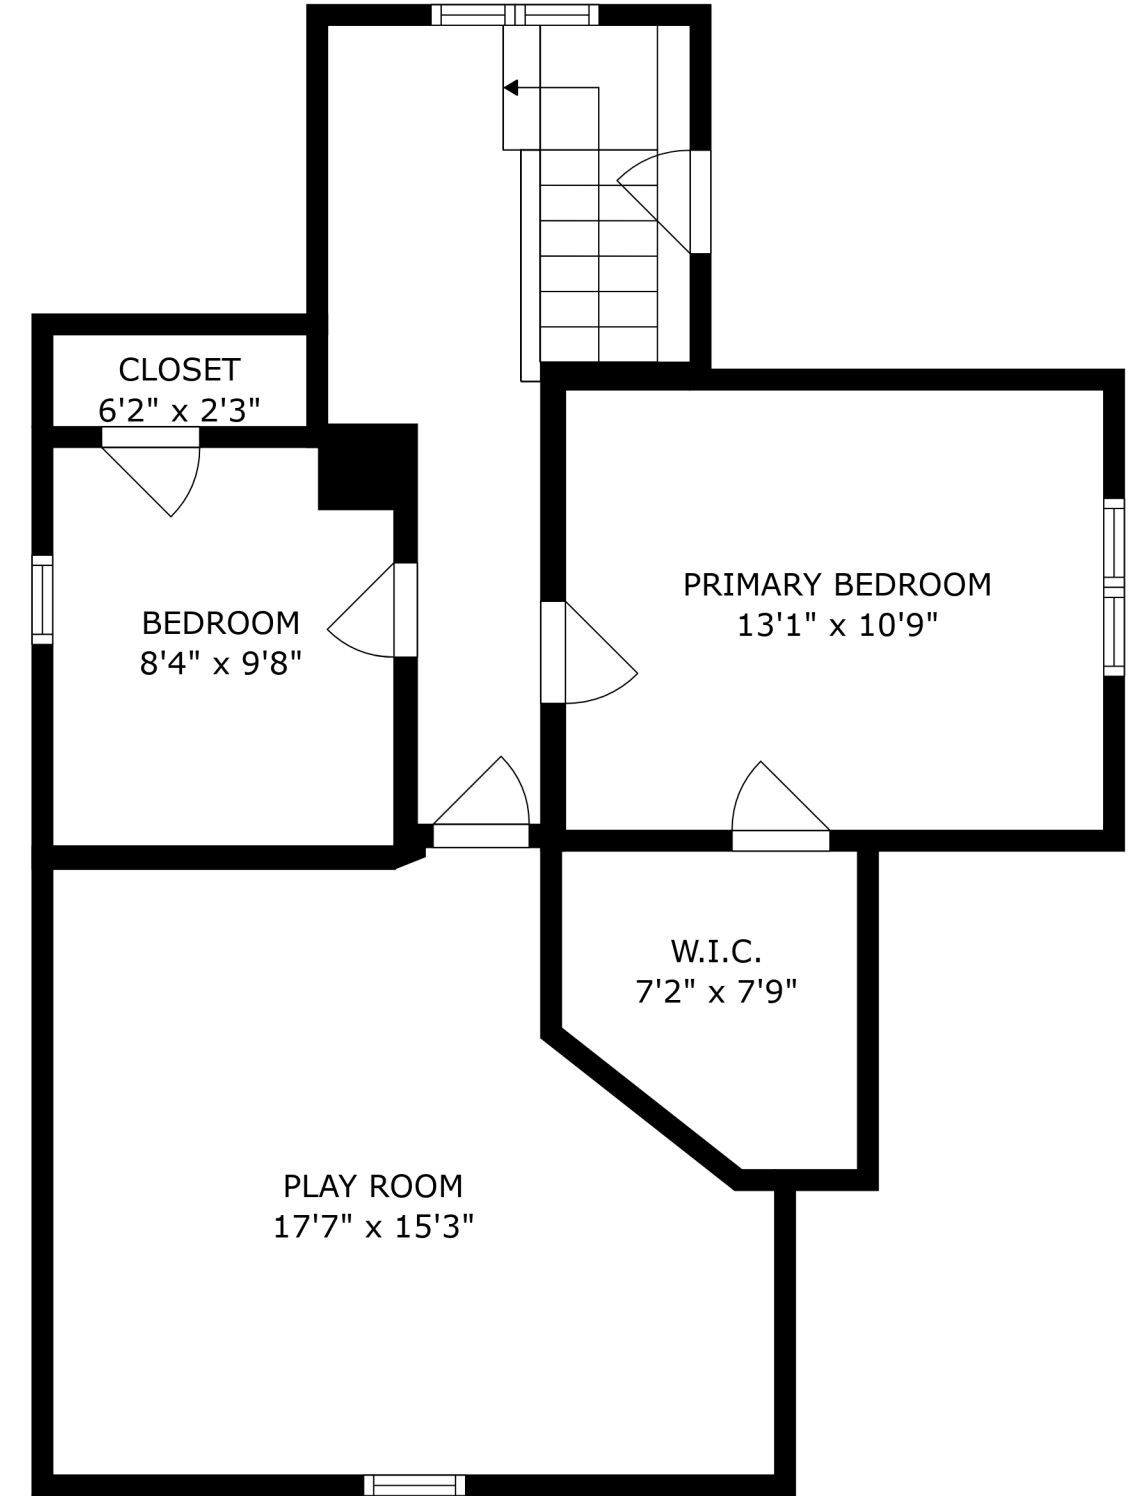 CLOSET
6'2" x 2'3"
PRIMARY BEDROOM
13'1" x 10'9"
BEDROOM
8'4" x 9'8"
W.I.C.
7'2" x 7'9"
PLAY ROOM
17'7" x 15'3"